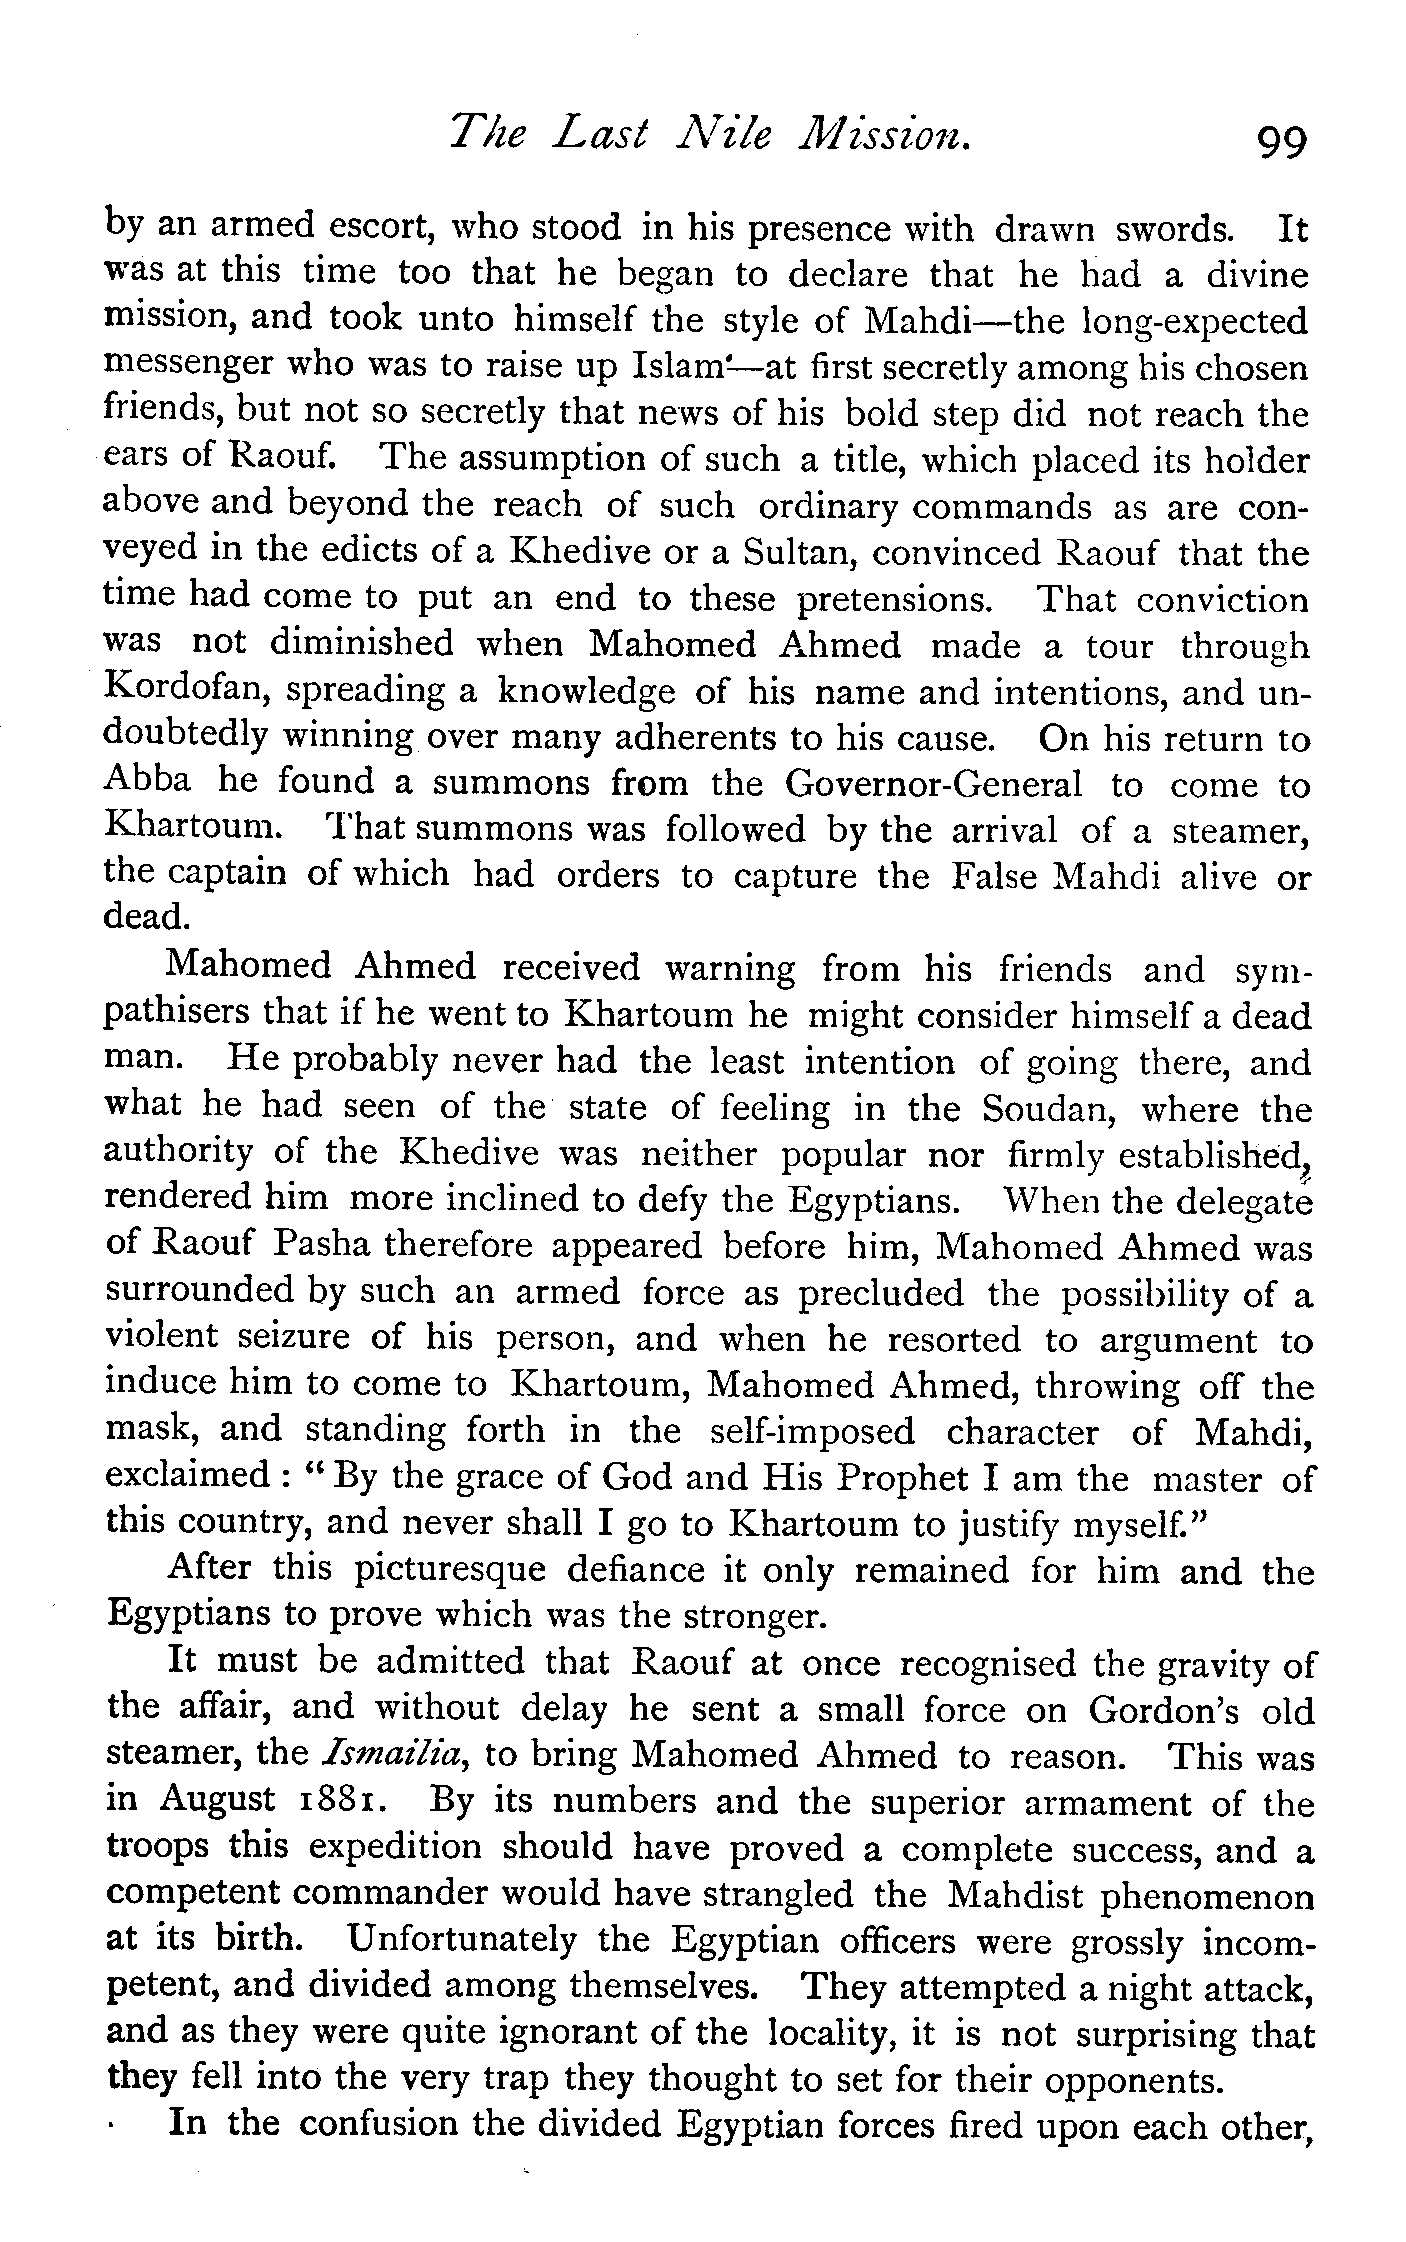 The Last Nile Mission. 99
by an armed escort, who stood in his presence with drawn swords. It
was at this time too that he began to declare that he had a divine
mission, and took unto himself the style of Mahdi—the long-expected
messenger who was to raise up Islam'—at first secretly among his chosen
friends, but not so secretly that news of his bold step did not reach the
ears of Raouf. The assumption of such a title, which placed its holder
above and beyond the reach of such ordinary commands as are con-
veyed in the edicts of a Khedive or a Sultan, convinced Raouf that the
time had come to put an end to these pretensions. That conviction
was not diminished when Mahomed Ahmed made a tour through
Kordofan, spreading a knowledge of his name and intentions, and un-
doubtedly winning over many adherents to his cause. On his return to
Abba he found a summons from the Governor-General to come to
Khartoum. That summons was followed by the arrival of a steamer,
the captain of which had orders to capture the False Mahdi alive or
dead.
Mahomed Ahmed received warning from his friends and sym-
pathisers that if he went to Khartoum he might consider himself a dead
man. He probably never had the least intention of going there, and
what he had seen of the state of feeling in the Soudan, where the
authority of the Khedive was neither popular nor firmly established,
rendered him more inclined to defy the Egyptians. When the delegate
of Raouf Pasha therefore appeared before him, Mahomed Ahmed was
surrounded by such an armed force as precluded the possibility of a
violent seizure of his person, and when he resorted to argument to
induce him to come to Khartoum, Mahomed Ahmed, throwing off the
mask, and standing forth in the self-imposed character of Mahdi,
exclaimed : "By the grace of God and His Prophet I am the master of
this country, and never shall I go to Khartoum to justify myself."
After this picturesque defiance it only remained for him and the
Egyptians to prove which was the stronger.
It must be admitted that Raouf at once recognised the gravity of
the affair, and without delay he sent a small force on Gordon's old
steamer, the Ismailia, to bring Mahomed Ahmed to reason. This was
in August 1881. By its numbers and the superior armament of the
troops this expedition should have proved a complete success, and a
competent commander would have strangled the Mahdist phenomenon
at its birth. Unfortunately the Egyptian officers were grossly incom-
petent, and divided among themselves. They attempted a night attack,
and as they were quite ignorant of the locality, it is not surprising that
they fell into the very trap they thought to set for their opponents.
In the confusion the divided Egyptian forces fired upon each other,